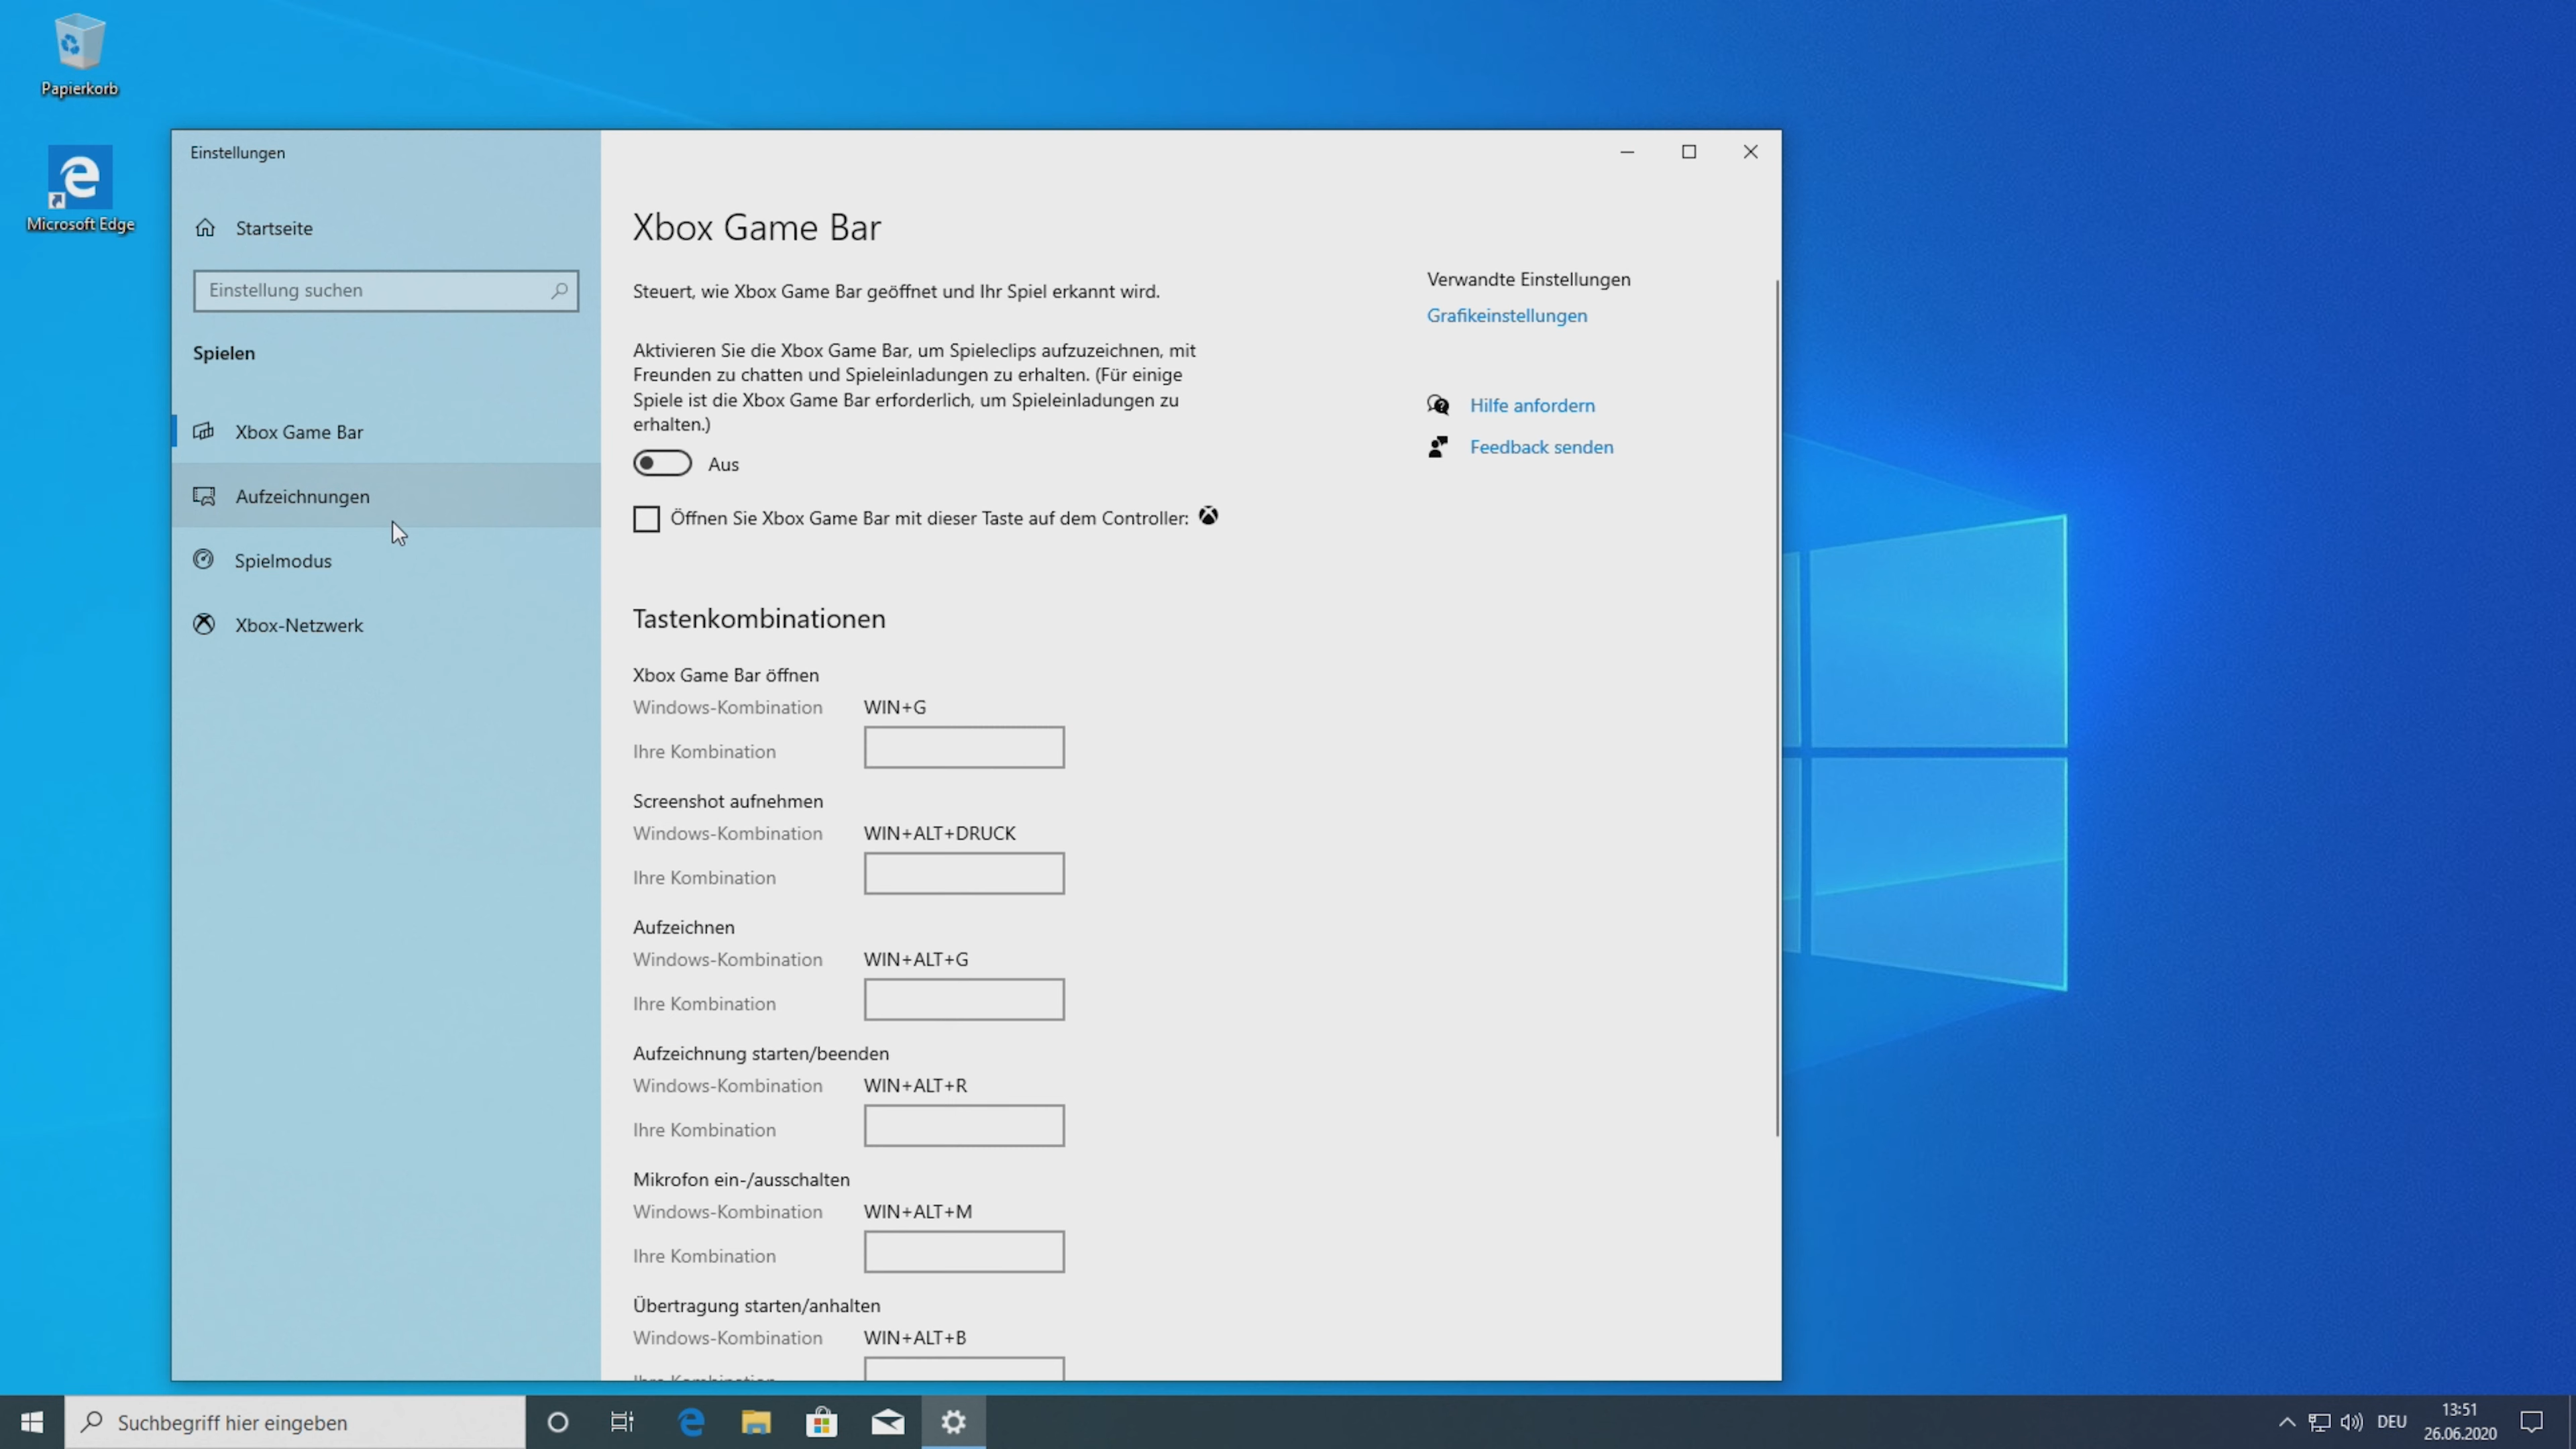 Papierkorb
Microsoft Edge
Einstellungen
Startseite
Einstellung suchen
Spielen
Xbox Game Bar
Aufzeichnungen
Spielmodus
Xbox-Netzwerk
Xbox Game Bar
Steuert, wie Xbox Game Bar geöffnet und Ihr Spiel erkannt wird.
Aktivieren Sie die Xbox Game Bar, um Spieleclips aufzuzeichnen, mit
Freunden zu chatten und Spieleinladungen zu erhalten. (Für einige
Spiele ist die Xbox Game Bar erforderlich, um Spieleinladungen zu
erhalten.)
Aus
Öffnen Sie Xbox Game Bar mit dieser Taste auf dem Controller:
Tastenkombinationen
Xbox Game Bar öffnen
Windows-Kombination WIN+G
Ihre Kombination
Screenshot aufnehmen
Windows-Kombination WIN+ALT+DRUCK
Ihre Kombination
Aufzeichnen
Windows-Kombination WIN+ALT+G
Ihre Kombination
Aufzeichnung starten/beenden
Windows-Kombination WIN+ALT+R
Ihre Kombination
Mikrofon ein-/ausschalten
Windows-Kombination WIN+ALT+M
Ihre Kombination
Übertragung starten/anhalten
Windows-Kombination WIN+ALT+B
Ihre Kombination
Verwandte Einstellungen
Grafikeinstellungen
Hilfe anfordern
Feedback senden
Suchbegriff hier eingeben
DEU
13:51
26.06.2020